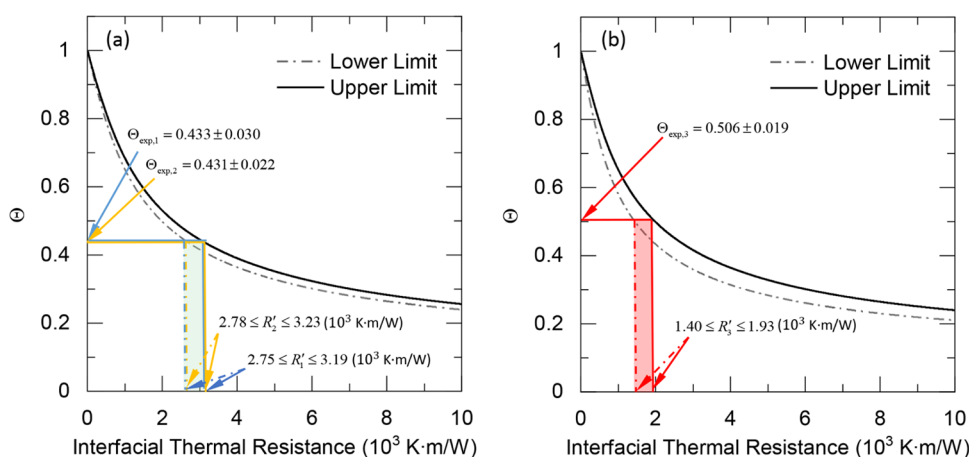 (a)
Lower Limit
Upper Limit
Θexp,1 = 0.433 ± 0.030
Θexp,2 = 0.431 ± 0.022
2.78 ≤ R′2 ≤ 3.23 (10³ K·m/W)
2.75 ≤ R′1 ≤ 3.19 (10³ K·m/W)
Θ
1
0.8
0.6
0.4
0.2
0
0 2 4 6 8 10
Interfacial Thermal Resistance (10³ K·m/W)
(b)
Lower Limit
Upper Limit
Θexp,3 = 0.506 ± 0.019
1.40 ≤ R′3 ≤ 1.93 (10³ K·m/W)
Θ
1
0.8
0.6
0.4
0.2
0
0 2 4 6 8 10
Interfacial Thermal Resistance (10³ K·m/W)